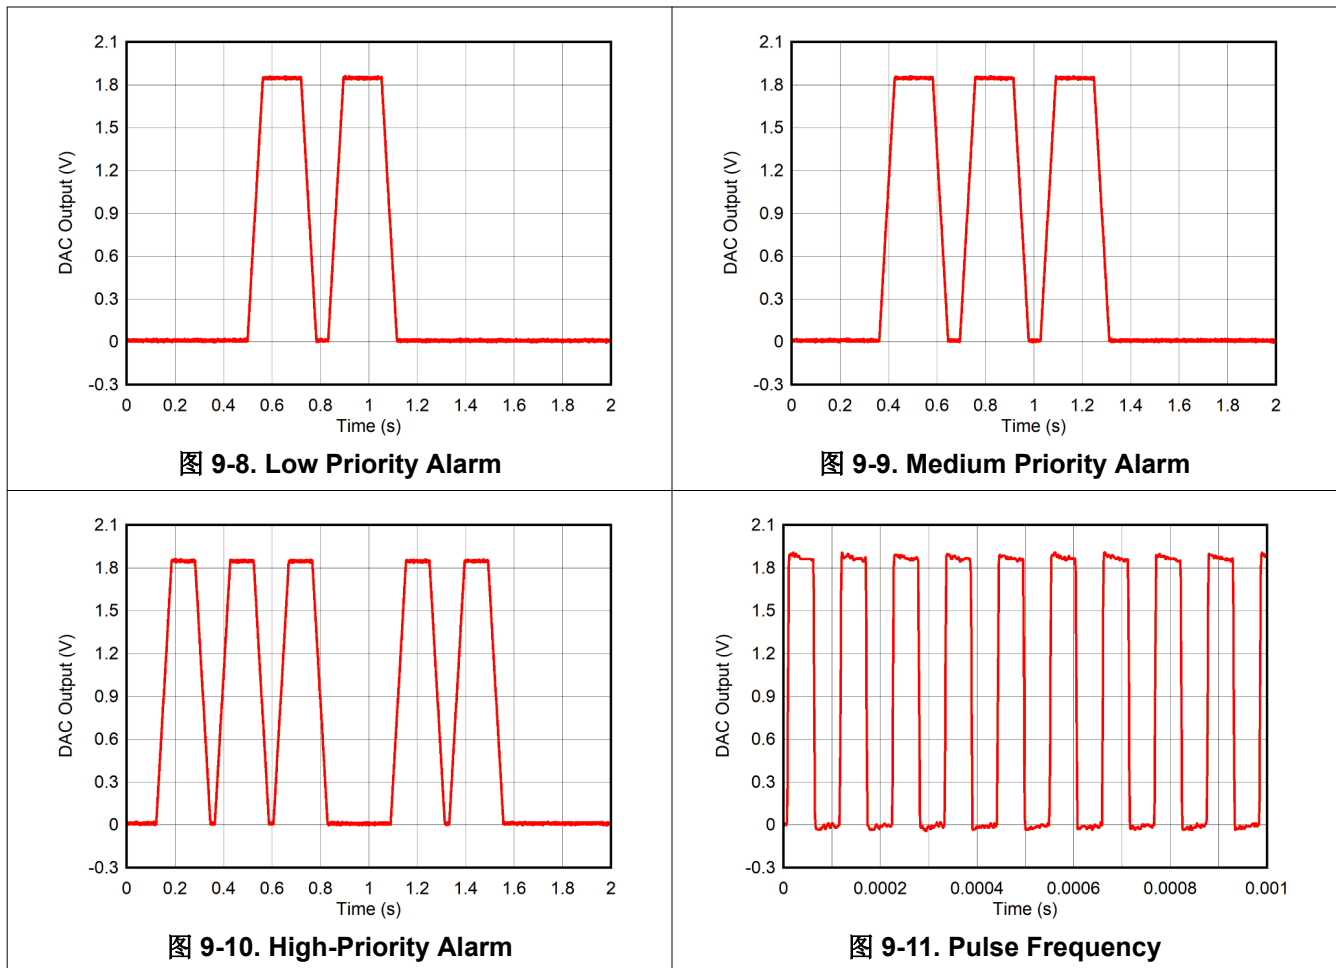 2.1
1.8
1.5
1.2
0.9
0.6
0.3
0
-0.3
DAC Output (V)
0 0.2 0.4 0.6 0.8 1 1.2 1.4 1.6 1.8 2
Time (s)
图 9-8. Low Priority Alarm
2.1
1.8
1.5
1.2
0.9
0.6
0.3
0
-0.3
DAC Output (V)
0 0.2 0.4 0.6 0.8 1 1.2 1.4 1.6 1.8 2
Time (s)
图 9-9. Medium Priority Alarm
2.1
1.8
1.5
1.2
0.9
0.6
0.3
0
-0.3
DAC Output (V)
0 0.2 0.4 0.6 0.8 1 1.2 1.4 1.6 1.8 2
Time (s)
图 9-10. High-Priority Alarm
2.1
1.8
1.5
1.2
0.9
0.6
0.3
0
-0.3
DAC Output (V)
0 0.0002 0.0004 0.0006 0.0008 0.001
Time (s)
图 9-11. Pulse Frequency